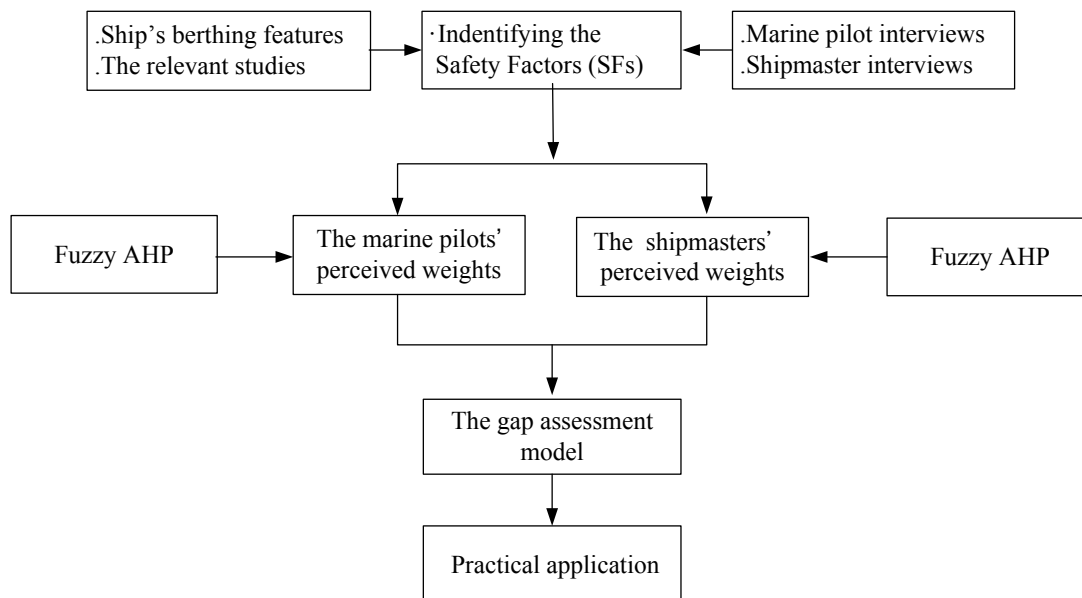 .Ship's berthing features
.The relevant studies
·Indentifying the
Safety Factors (SFs)
.Marine pilot interviews
.Shipmaster interviews
Fuzzy AHP
The marine pilots'
perceived weights
The shipmasters'
perceived weights
Fuzzy AHP
The gap assessment
model
Practical application